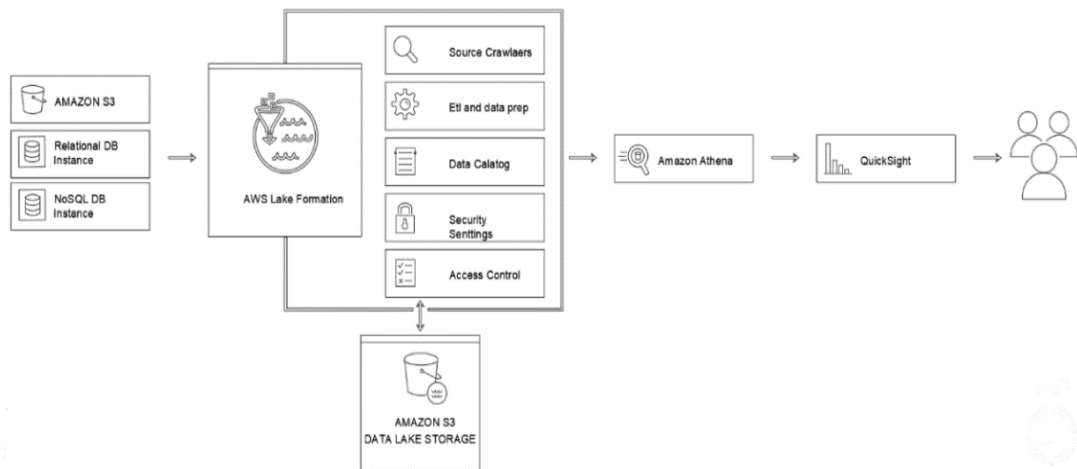 AMAZON S3
Relational DB
Instance
NoSQL DB
Instance
AWS Lake Formation
Source Crawlaers
Etl and data prep
Data Calatog
Security
Senttings
Access Control
AMAZON S3
DATA LAKE STORAGE
Amazon Athena
QuickSight